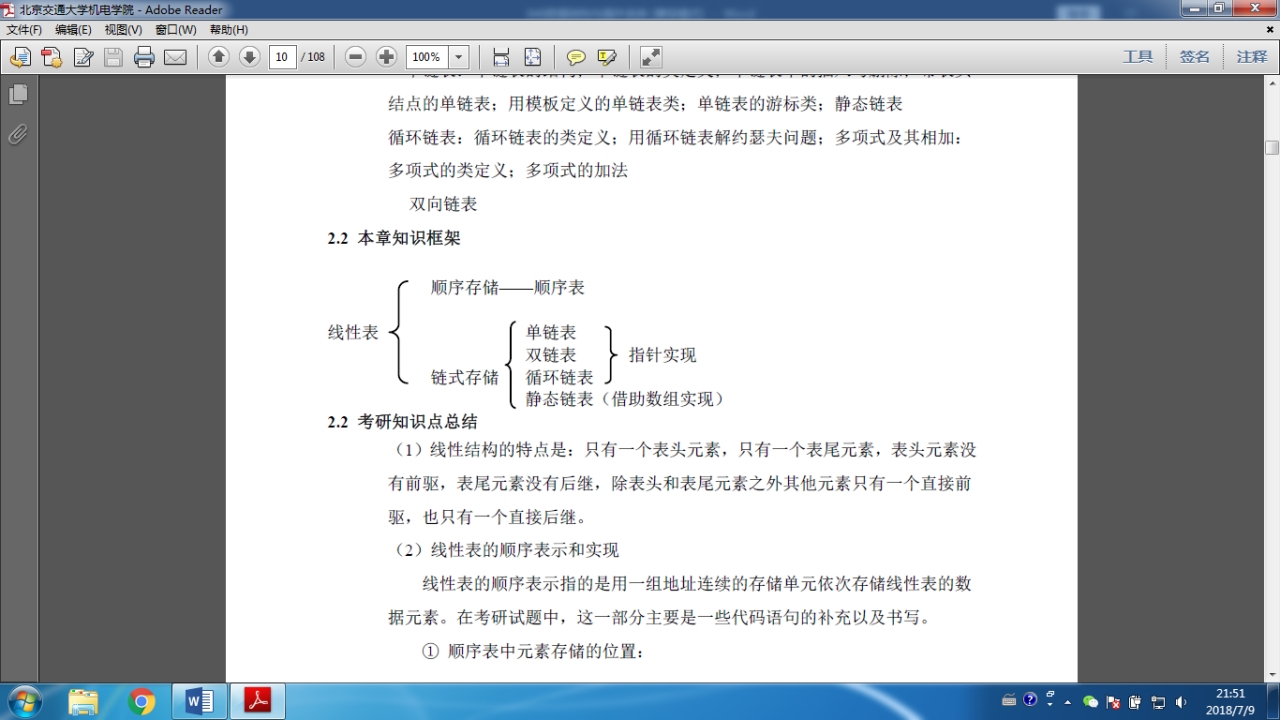 北京交通大学机电学院 - Adobe Reader
文件(F) 编辑(E) 视图(V) 窗口(W) 帮助(H)
10 / 108 100% 工具 签名 注释
结点的单链表；用模板定义的单链表类；单链表的游标类；静态链表
循环链表：循环链表的类定义；用循环链表解约瑟夫问题；多项式及其相加：
多项式的类定义；多项式的加法
双向链表
2.2 本章知识框架
顺序存储——顺序表
线性表
单链表
双链表
指针实现
链式存储
循环链表
静态链表（借助数组实现）
2.2 考研知识点总结
（1）线性结构的特点是：只有一个表头元素，只有一个表尾元素，表头元素没
有前驱，表尾元素没有后继，除表头和表尾元素之外其他元素只有一个直接前
驱，也只有一个直接后继。
（2）线性表的顺序表示和实现
线性表的顺序表示指的是用一组地址连续的存储单元依次存储线性表的数
据元素。在考研试题中，这一部分主要是一些代码语句的补充以及书写。
① 顺序表中元素存储的位置：
21:51
2018/7/9